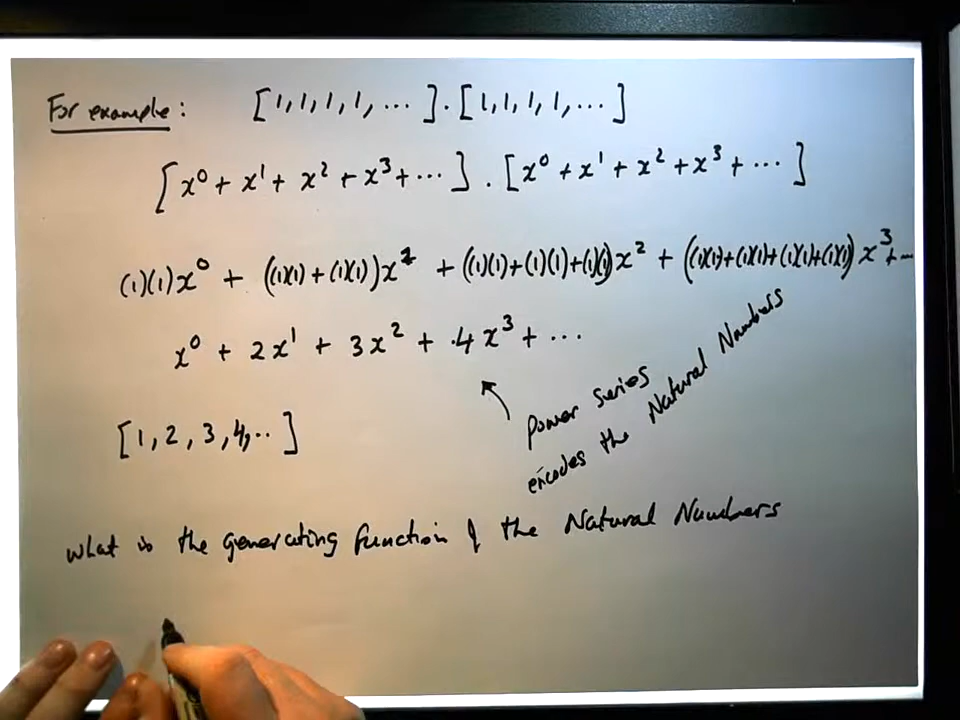 For example: [1,1,1,1,...].[1,1,1,1,...]
[x⁰ + x¹ + x² + x³ + ...].[x⁰ + x¹ + x² + x³ + ...]
(1)(1)x⁰ + ((1)(1) + (1)(1))x¹ + ((1)(1)+(1)(1)+(1)(1))x² + ((1)(1)+(1)(1)+(1)(1)+(1)(1))x³ + ...
x⁰ + 2x¹ + 3x² + 4x³ + ...
Power series
encodes the Natural Numbers
[1, 2, 3, 4, ..]
What is the generating function of the Natural Numbers